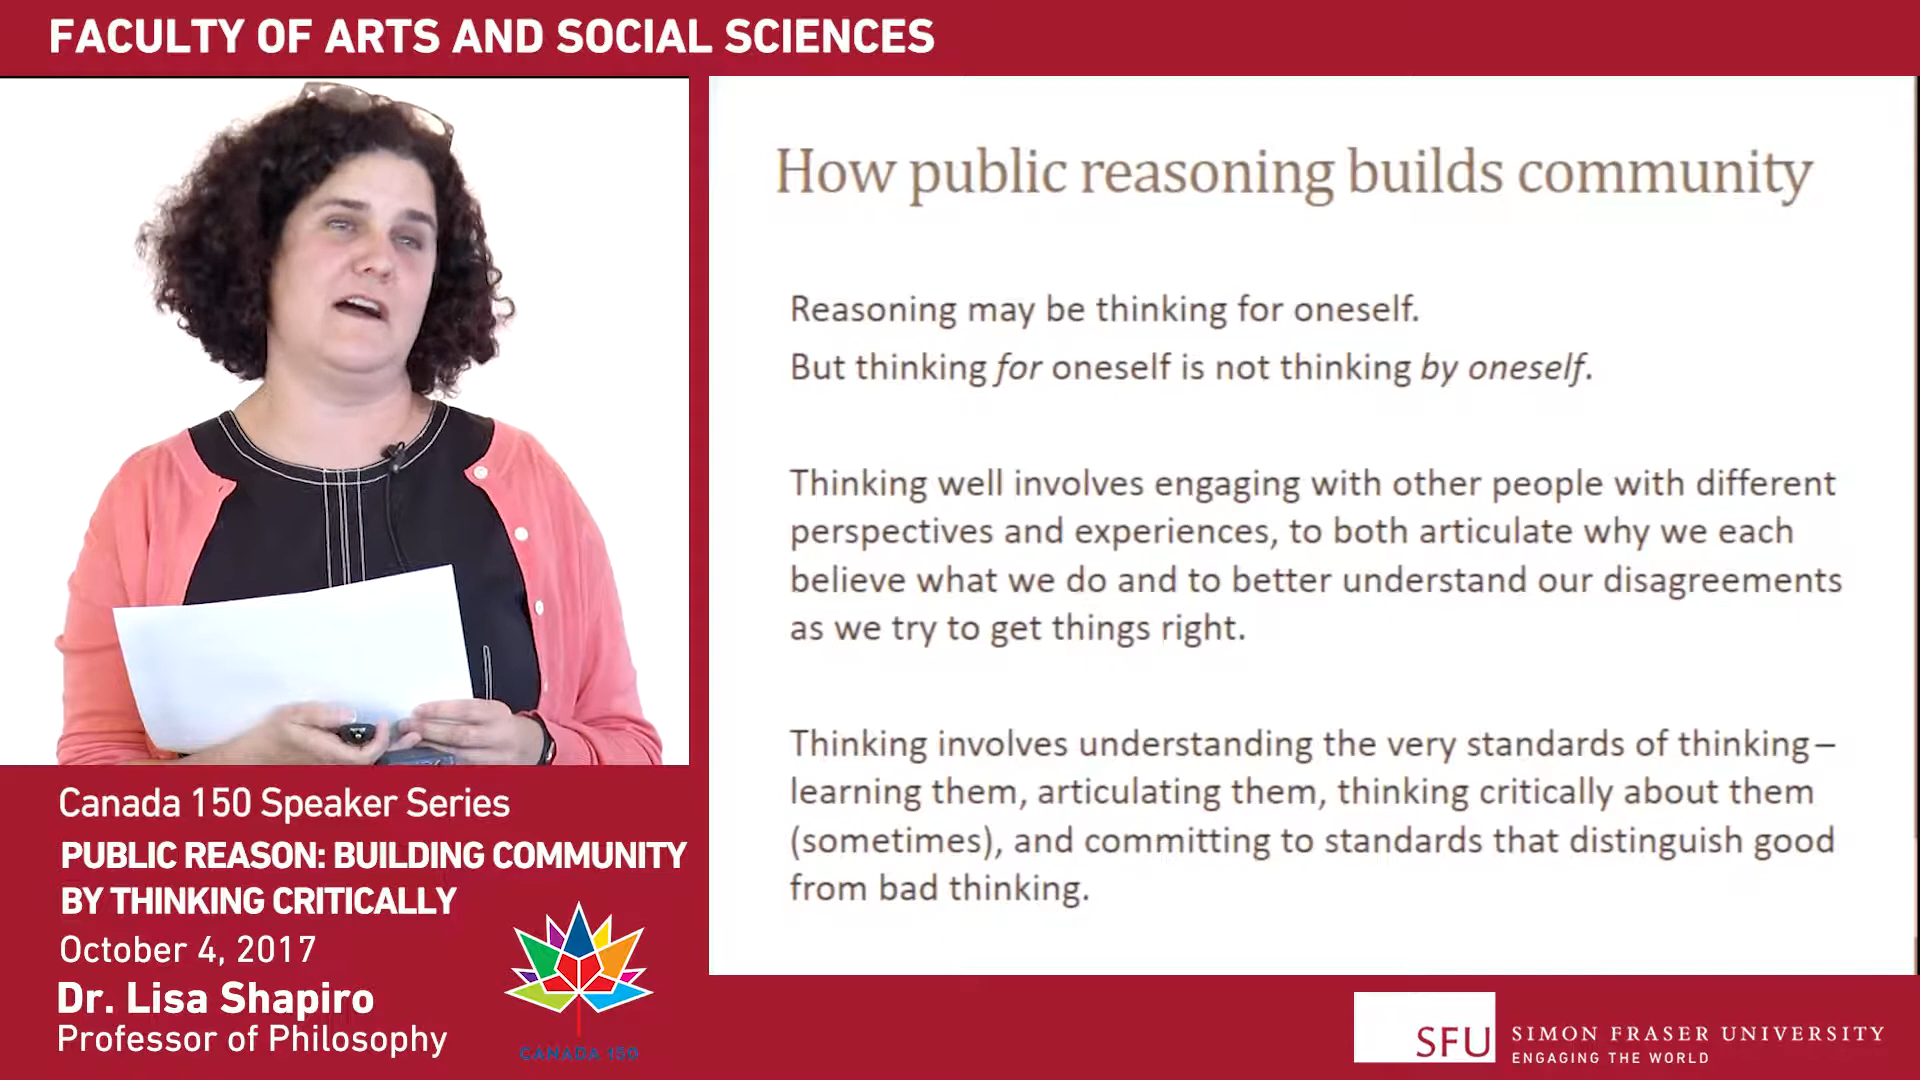 FACULTY OF ARTS AND SOCIAL SCIENCES
How public reasoning builds community
Reasoning may be thinking for oneself.
But thinking for oneself is not thinking by oneself.
Thinking well involves engaging with other people with different
perspectives and experiences, to both articulate why we each
believe what we do and to better understand our disagreements
as we try to get things right.
Thinking involves understanding the very standards of thinking–
learning them, articulating them, thinking critically about them
(sometimes), and committing to standards that distinguish good
from bad thinking.
Canada 150 Speaker Series
PUBLIC REASON: BUILDING COMMUNITY
BY THINKING CRITICALLY
October 4, 2017
Dr. Lisa Shapiro
Professor of Philosophy
CANADA 150
SFU
SIMON FRASER UNIVERSITY
ENGAGING THE WORLD